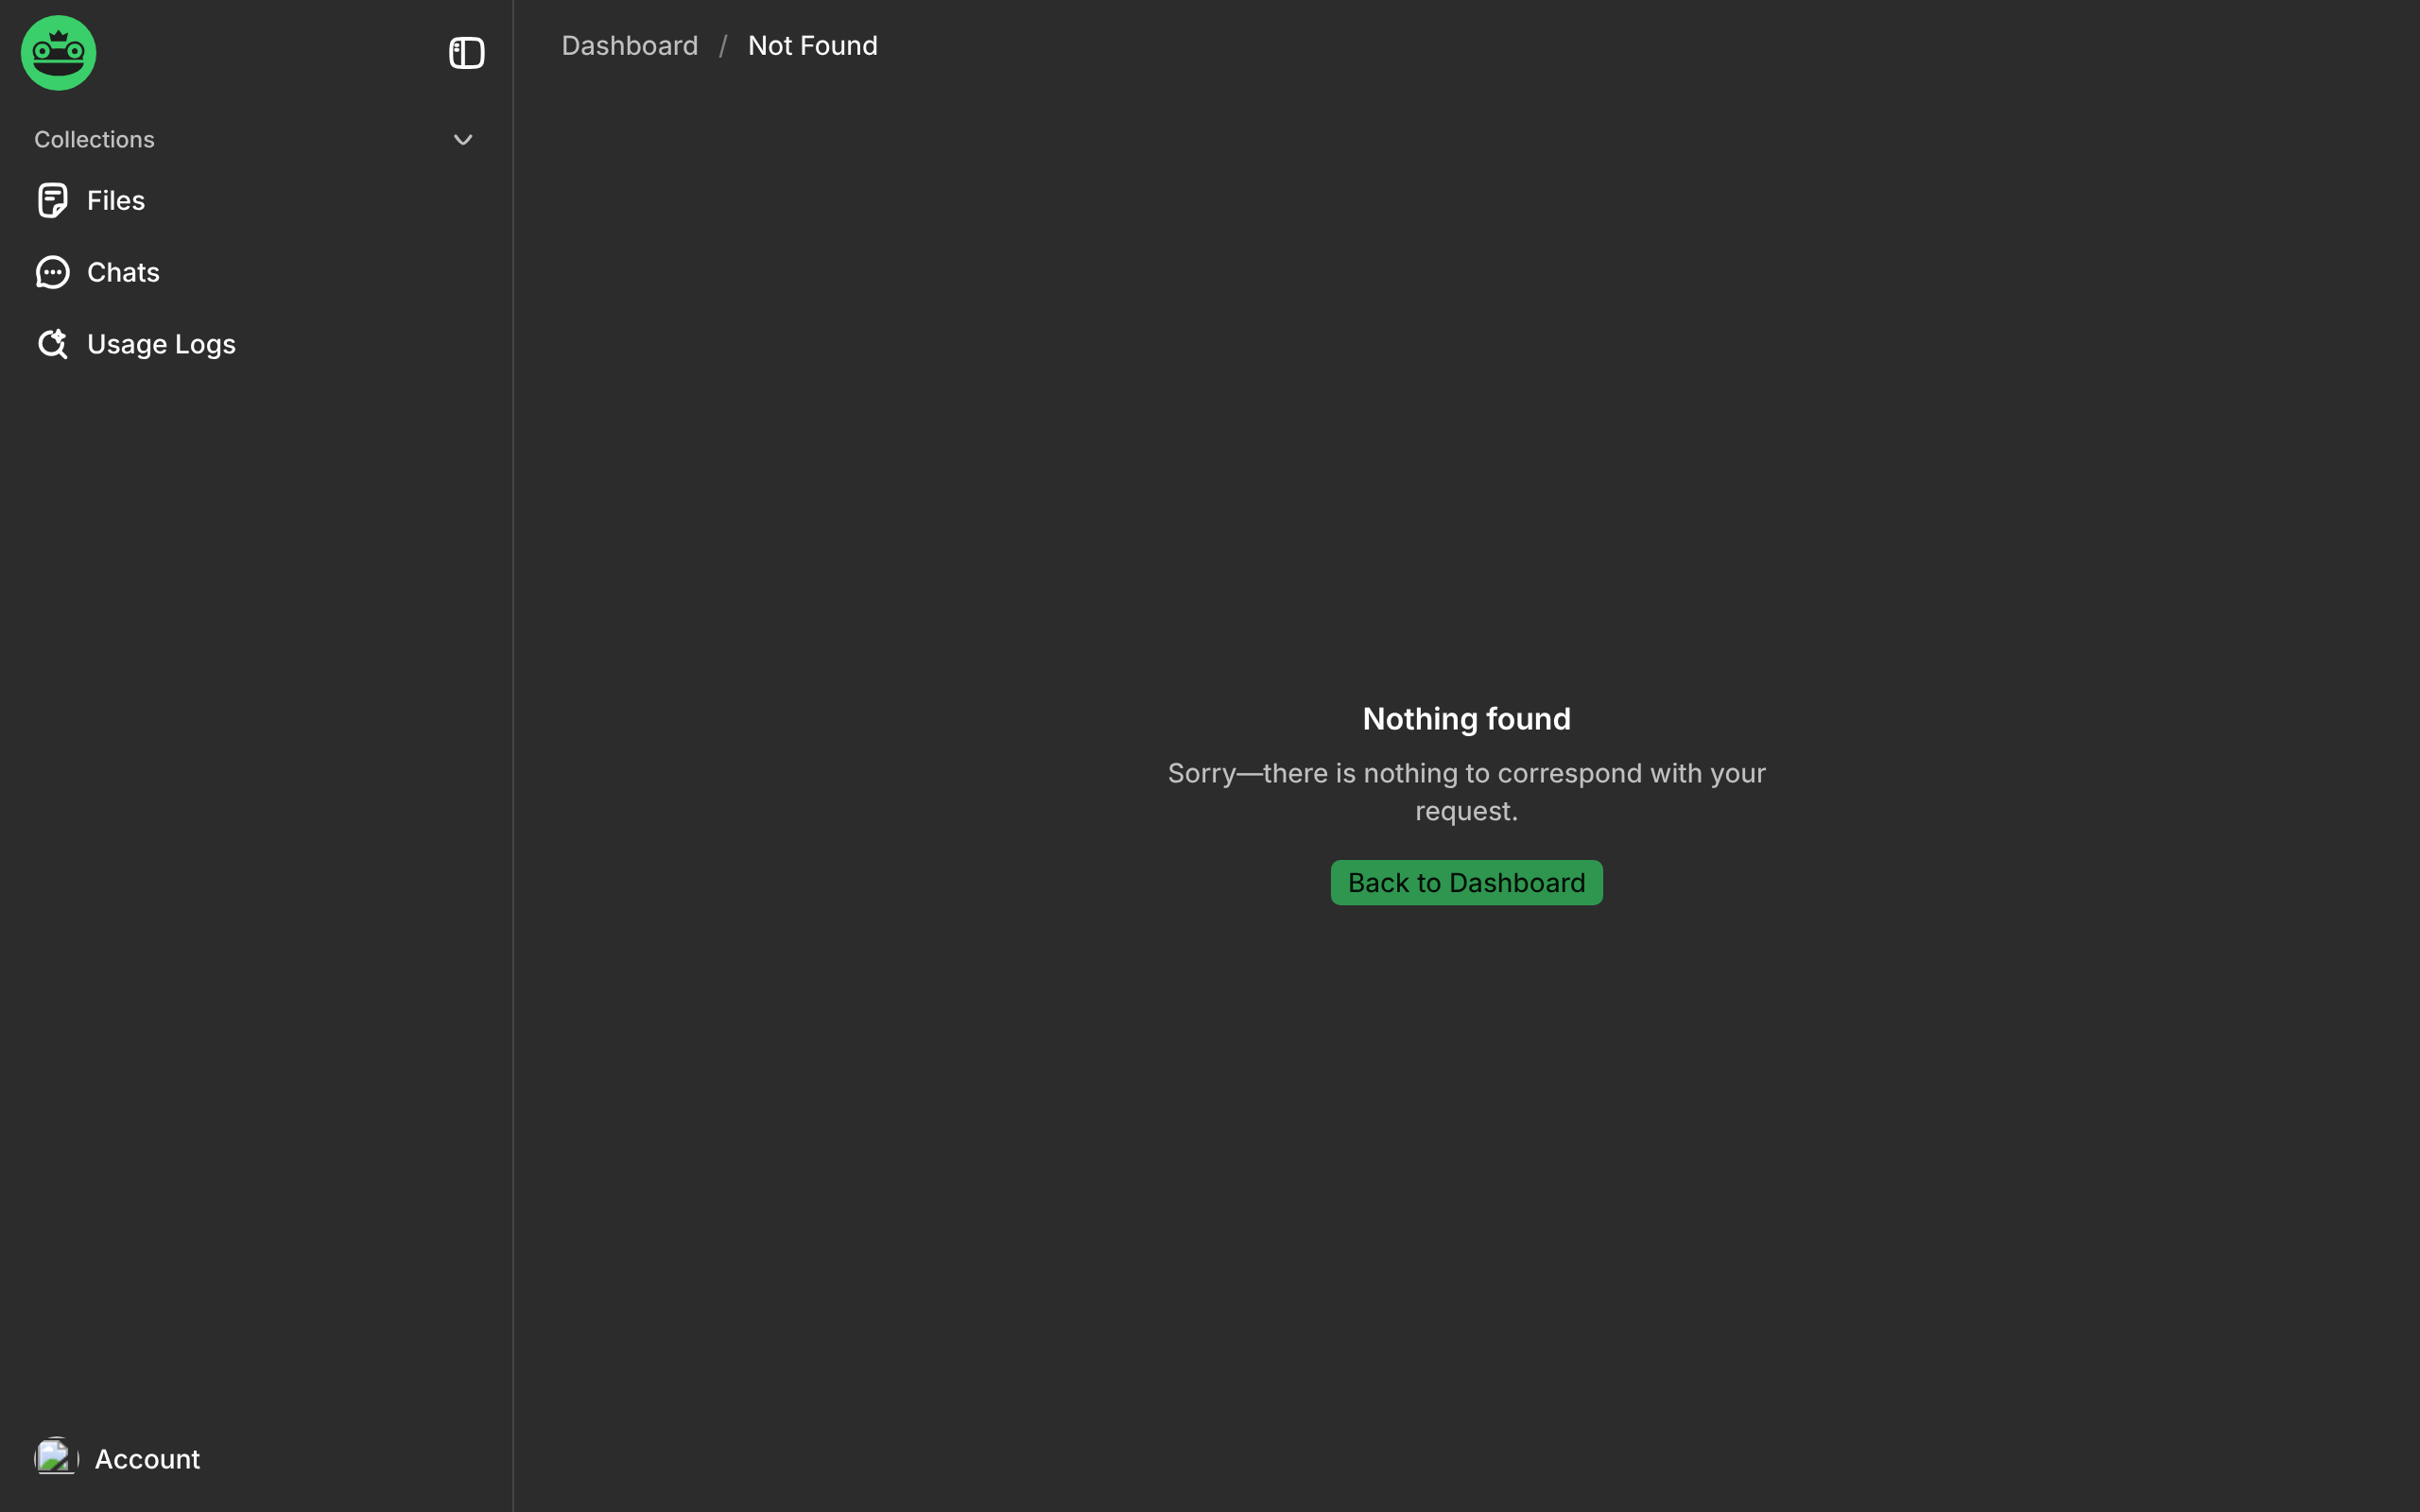 Dashboard / Not Found
Collections
Files
Chats
Usage Logs
Nothing found
Sorry—there is nothing to correspond with your
request.
Back to Dashboard
Account